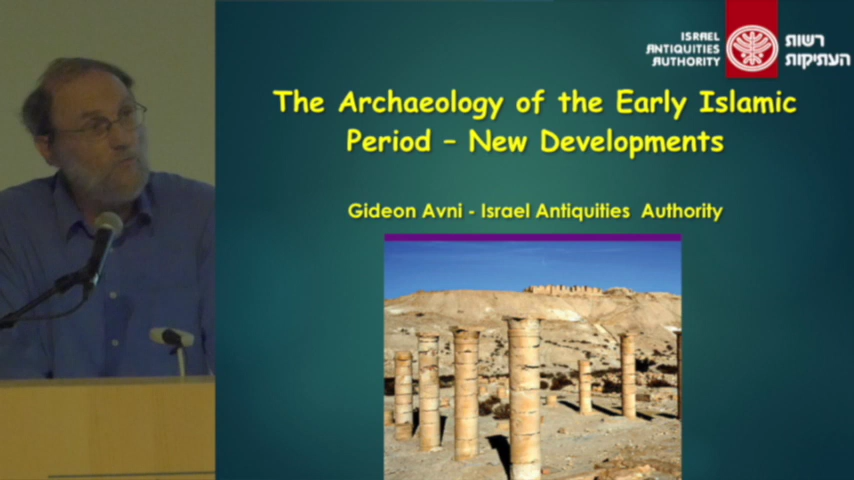 ISRAEL
ANTIQUITIES
AUTHORITY
רשות
העתיקות
The Archaeology of the Early Islamic
Period – New Developments
Gideon Avni - Israel Antiquities Authority